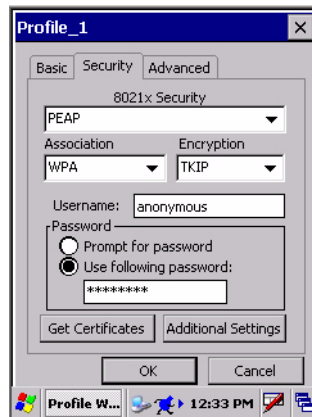 Profile_1
Basic Security Advanced
8021x Security
PEAP
Association Encryption
WPA TKIP
Username: anonymous
Password
Prompt for password
Use following password:
********
Get Certificates Additional Settings
OK Cancel
Profile W... 12:33 PM